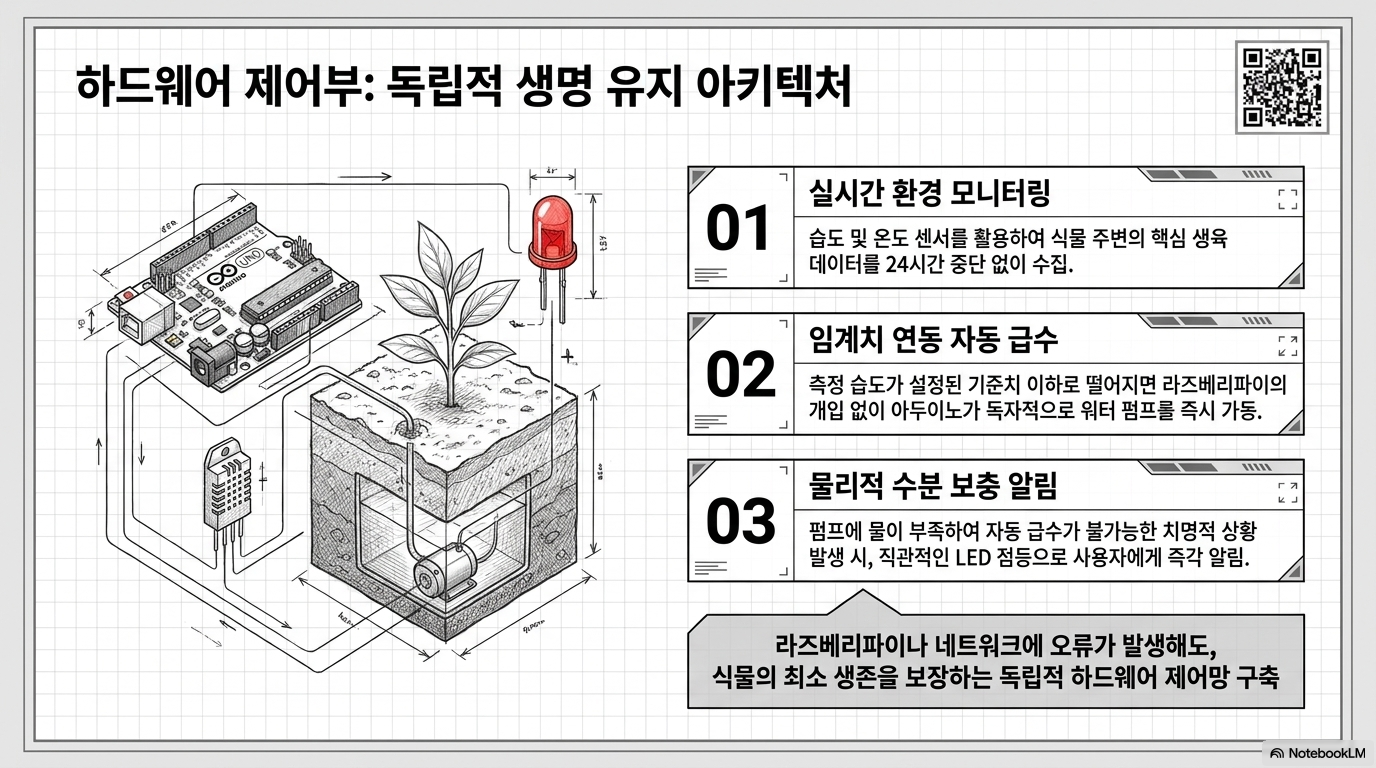 하드웨어 제어부: 독립적 생명 유지 아키텍처
UNO
01
실시간 환경 모니터링
습도 및 온도 센서를 활용하여 식물 주변의 핵심 생육
데이터를 24시간 중단 없이 수집.
02
임계치 연동 자동 급수
측정 습도가 설정된 기준치 이하로 떨어지면 라즈베리파이의
개입 없이 아두이노가 독자적으로 워터 펌프를 즉시 가동.
03
물리적 수분 보충 알림
펌프에 물이 부족하여 자동 급수가 불가능한 치명적 상황
발생 시, 직관적인 LED 점등으로 사용자에게 즉각 알림.
라즈베리파이나 네트워크에 오류가 발생해도,
식물의 최소 생존을 보장하는 독립적 하드웨어 제어망 구축
NotebookLM